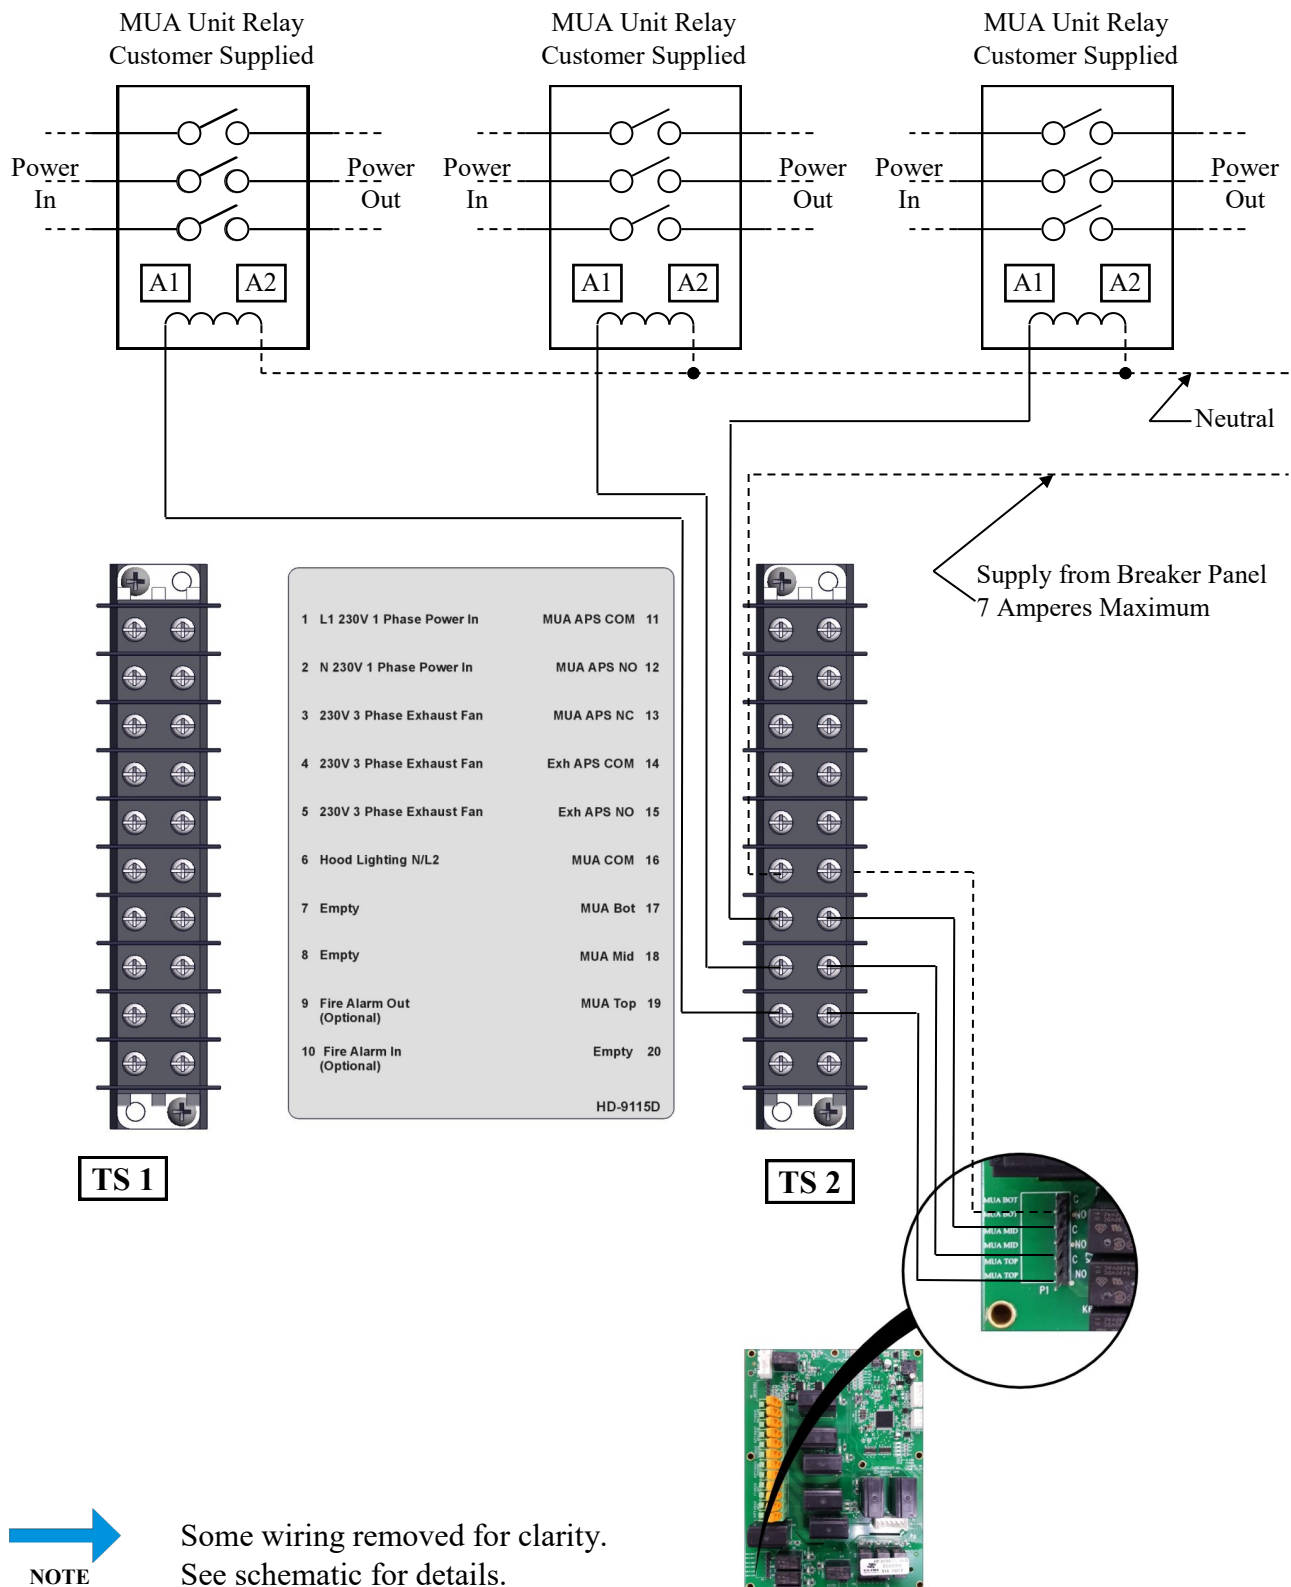 MUA Unit Relay
Customer Supplied
MUA Unit Relay
Customer Supplied
MUA Unit Relay
Customer Supplied
Power
In
Power
Out
Power
In
Power
Out
Power
In
Power
Out
A1
A2
A1
A2
A1
A2
Neutral
Supply from Breaker Panel
7 Amperes Maximum
1 L1 230V 1 Phase Power In
MUA APS COM 11
2 N 230V 1 Phase Power In
MUA APS NO 12
3 230V 3 Phase Exhaust Fan
MUA APS NC 13
4 230V 3 Phase Exhaust Fan
Exh APS COM 14
5 230V 3 Phase Exhaust Fan
Exh APS NO 15
6 Hood Lighting N/L2
MUA COM 16
7 Empty
MUA Bot 17
8 Empty
MUA Mid 18
9 Fire Alarm Out
(Optional)
MUA Top 19
10 Fire Alarm In
(Optional)
Empty 20
HD-9115D
TS 1
TS 2
MUA BOT
C
MUA BOT
NO
MUA MID
C
MUA MID
NO
MUA TOP
C
MUA TOP
NO
P1
Some wiring removed for clarity.
NOTE
See schematic for details.